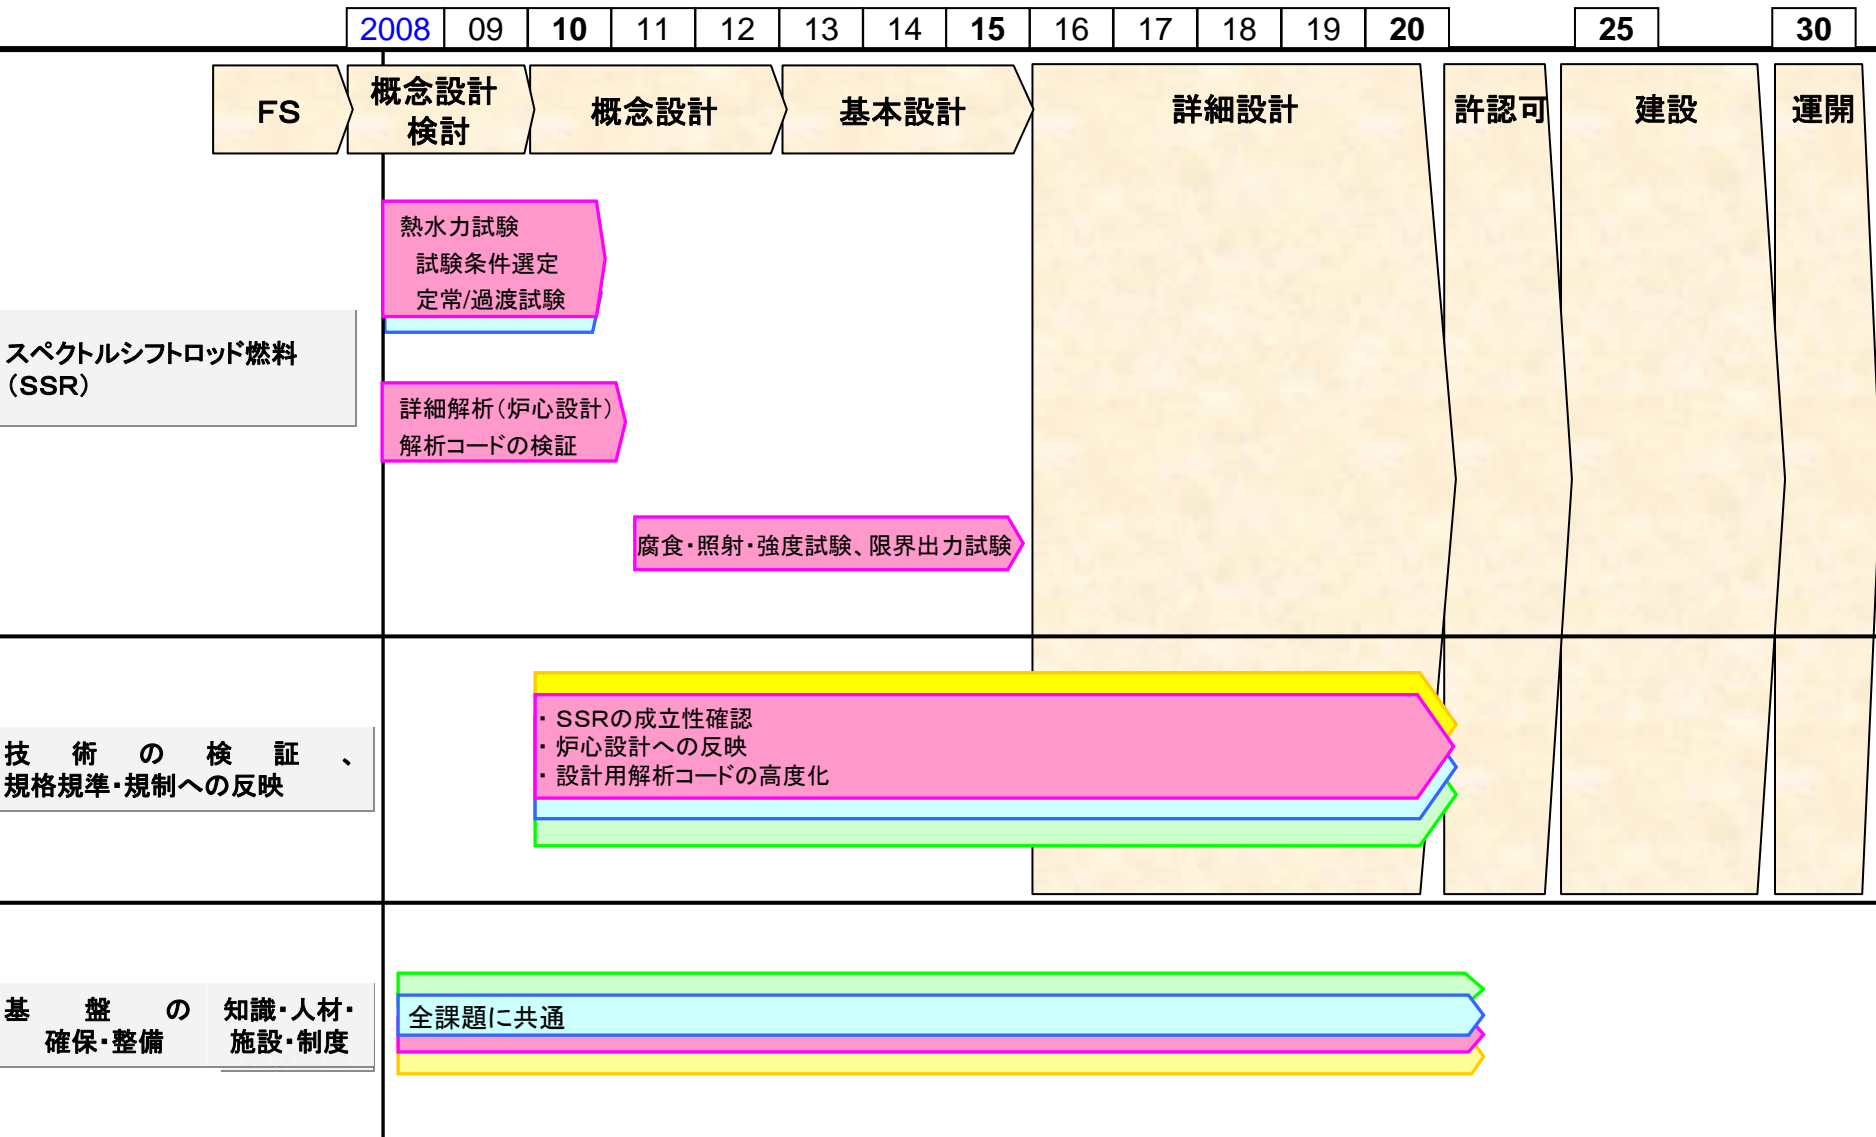 2008 09 10 11 12 13 14 15 16 17 18 19 20 25 30
FS
概念設計
検討
概念設計
基本設計
詳細設計
許認可
建設
運開
熱水力試験
試験条件選定
定常/過渡試験
スペクトルシフトロッド燃料
（SSR）
詳細解析（炉心設計）
解析コードの検証
腐食・照射・強度試験、限界出力試験
技術の検証、
規格規準・規制への反映
・SSRの成立性確認
・炉心設計への反映
・設計用解析コードの高度化
基盤の
確保・整備
知識・人材・
施設・制度
全課題に共通